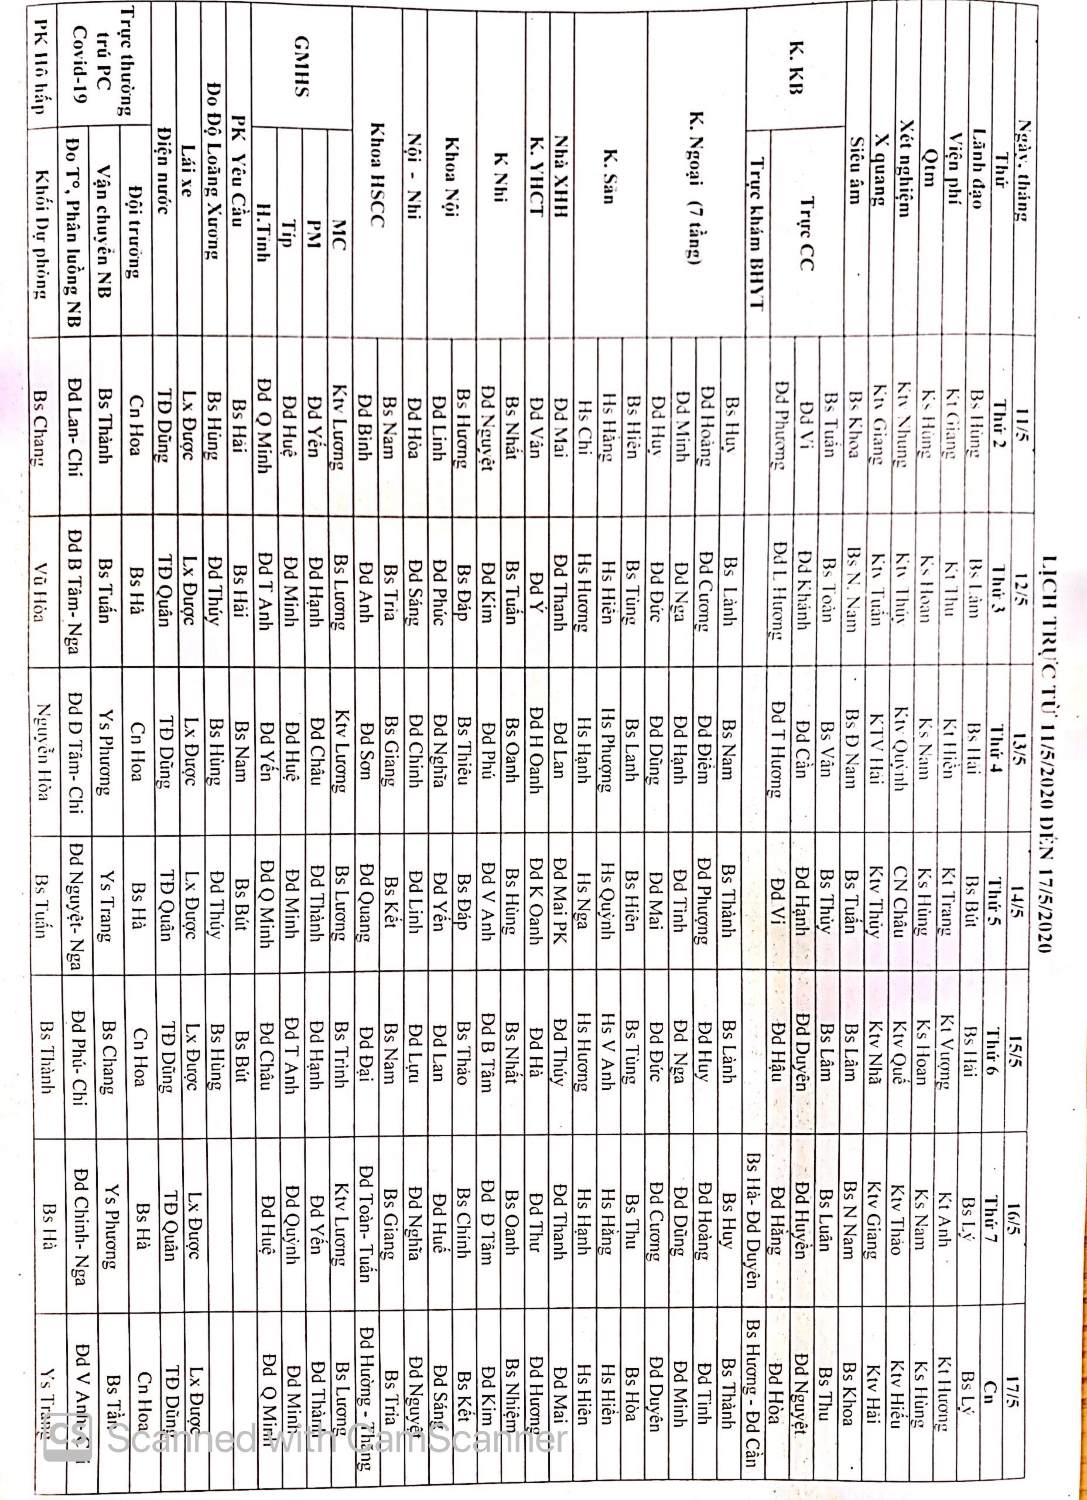 LỊCH TRỰC TỪ 11/5/2020 ĐẾN 17/5/2020
Ngày, tháng 11/5 12/5 13/5 14/5 15/5 16/5 17/5
Thứ Thứ 2 Thứ 3 Thứ 4 Thứ 5 Thứ 6 Thứ 7 Cn
Lãnh đạo Bs Hùng Bs Lâm Bs Hải Bs Bút Bs Hải Bs Lý Bs Lý
Viện phí Kt Giang Kt Thu Kt Hiền Kt Trang Kt Vượng Kt Anh Kt Hương
Qtm Ks Hùng Ks Hoan Ks Nam Ks Hùng Ks Hoan Ks Nam Ks Hùng
Xét nghiệm Ktv Nhung Ktv Thúy Ktv Quỳnh CN Châu Ktv Quế Ktv Thảo Ktv Hiếu
X quang Ktv Giang Ktv Tuấn KTV Hải Ktv Thủy Ktv Nhã Ktv Giang Ktv Hải
Siêu âm Bs Khoa Bs N. Nam Bs Đ Nam Bs Tuấn Bs Lâm Bs N Nam Bs Khoa
K. KB Trực CC Bs Tuấn Bs Toàn Bs Vân Bs Thủy Bs Lâm Bs Luân Bs Thu
Đd Vi Đd Khánh Đd Cần Đd Hạnh Đd Duyên Đd Huyền Đd Nguyệt
Đd Phương Đd L Hương Đd T Hương Đd Vi Đd Hậu Đd Hằng Đd Hòa
Trực khám BHYT Bs Hà- Đd Duyên Bs Hương - Đd Cần
K. Ngoại (7 tầng) Bs Huy Bs Lành Bs Nam Bs Thành Bs Lành Bs Huy Bs Thành
Đd Hoàng Đd Cương Đd Điểm Đd Phượng Đd Huy Đd Hoàng Đd Tình
Đd Minh Đd Nga Đd Hạnh Đd Tình Đd Nga Đd Dũng Đd Minh
Đd Huy Đd Đức Đd Dũng Đd Mai Đd Đức Đd Cương Đd Duyên
K. Sản Bs Hiên Bs Tùng Bs Lanh Bs Hiên Bs Tùng Bs Thu Bs Hòa
Hs Hằng Hs Hiên Hs Phượng Hs Quỳnh Hs V Anh Hs Hằng Hs Hiền
Hs Chi Hs Hương Hs Hạnh Hs Nga Hs Hương Hs Hạnh Hs Hiên
Nhà XHH Đd Mai Đd Thanh Đd Lan Đd Mai PK Đd Thúy Đd Thanh Đd Mai
K. YHCT Đd Vân Đd Ý Đd H Oanh Đd K Oanh Đd Hà Đd Thư Đd Hương
K Nhi Bs Nhất Bs Tuấn Bs Oanh Bs Hùng Bs Nhất Bs Oanh Bs Nhiệm
Đd Nguyệt Đd Kim Đd Phú Đd V Anh Đd B Tâm Đd Đ Tâm Đd Kim
Khoa Nội Bs Hương Bs Đáp Bs Thiêu Bs Đáp Bs Thảo Bs Chính Bs Kết
Đd Linh Đd Phúc Đd Nghĩa Đd Yến Đd Lan Đd Huế Đd Sáng
Nội - Nhi Đd Hòa Đd Sáng Đd Chinh Đd Linh Đd Lựu Đd Nghĩa Đd Nguyệt
Khoa HSCC Bs Nam Bs Tria Bs Giang Bs Kết Bs Nam Bs Giang Bs Tria
Đd Bình Đd Anh Đd Sơn Đd Quang Đd Đại Đd Toàn- Tuấn Đd Hường - Thăng
GMHS MC Ktv Lương Bs Lương Ktv Lương Bs Lương Bs Trình Ktv Lương Bs Lương
PM Đd Yến Đd Hạnh Đd Châu Đd Thành Đd Hạnh Đd Yến Đd Thành
Típ Đd Huệ Đd Minh Đd Huệ Đd Minh Đd T Anh Đd Quỳnh Đd Minh
H.Tỉnh Đd Q Minh Đd T Anh Đd Yến Đd Q Minh Đd Châu Đd Huệ Đd Q Minh
PK Yêu Cầu Bs Hải Bs Hải Bs Nam Bs Bút Bs Bút
Đo Độ Loãng Xương Bs Hùng Đd Thúy Bs Hùng Đd Thúy Bs Hùng
Lái xe Lx Được Lx Được Lx Được Lx Được Lx Được Lx Được Lx Được
Điện nước TĐ Dũng TĐ Quân TĐ Dũng TĐ Quân TĐ Dũng TĐ Quân TĐ Dũng
Trực thường trú PC Covid-19 Đội trưởng Cn Hoa Bs Hà Cn Hoa Bs Hà Cn Hoa Bs Hà Cn Hoa
Vận chuyển NB Bs Thành Bs Tuấn Ys Phương Ys Trang Bs Chang Ys Phương Bs Tần
Đo T°, Phân luồng NB Đd Lan- Chi Đd B Tâm- Nga Đd Đ Tâm- Chi Đd Nguyệt- Nga Đd Phú- Chi Đd Chinh- Nga Đd V Anh- Chi
PK Hô hấp Khối Dự phòng Bs Chang Vũ Hòa Nguyễn Hòa Bs Tuấn Bs Thành Bs Hà Ys Trang
Scanned with CamScanner
CS